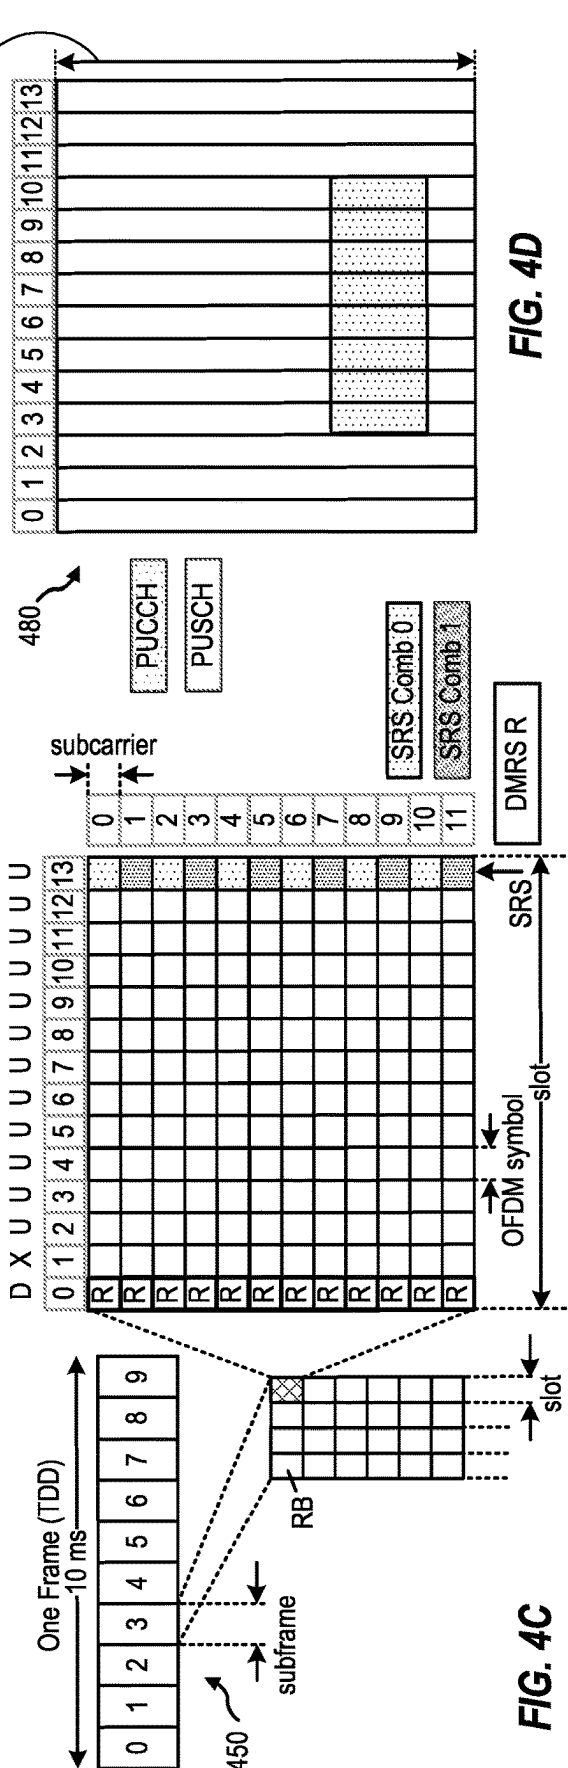 One Frame (TDD)
10 ms
0 1 2 3 4 5 6 7 8 9
450
subframe
RB
slot
D X U U U U U U U U U U U U
0 1 2 3 4 5 6 7 8 9 10 11 12 13
R
R
R
R
R
R
R
R
R
R
R
R
subcarrier
0
1
2
3
4
5
6
7
8
9
10
11
OFDM symbol
SRS
slot
SRS Comb 0
SRS Comb 1
DMRS R
FIG. 4C
480
PUCCH
PUSCH
0 1 2 3 4 5 6 7 8 9 10 11 12 13
FIG. 4D